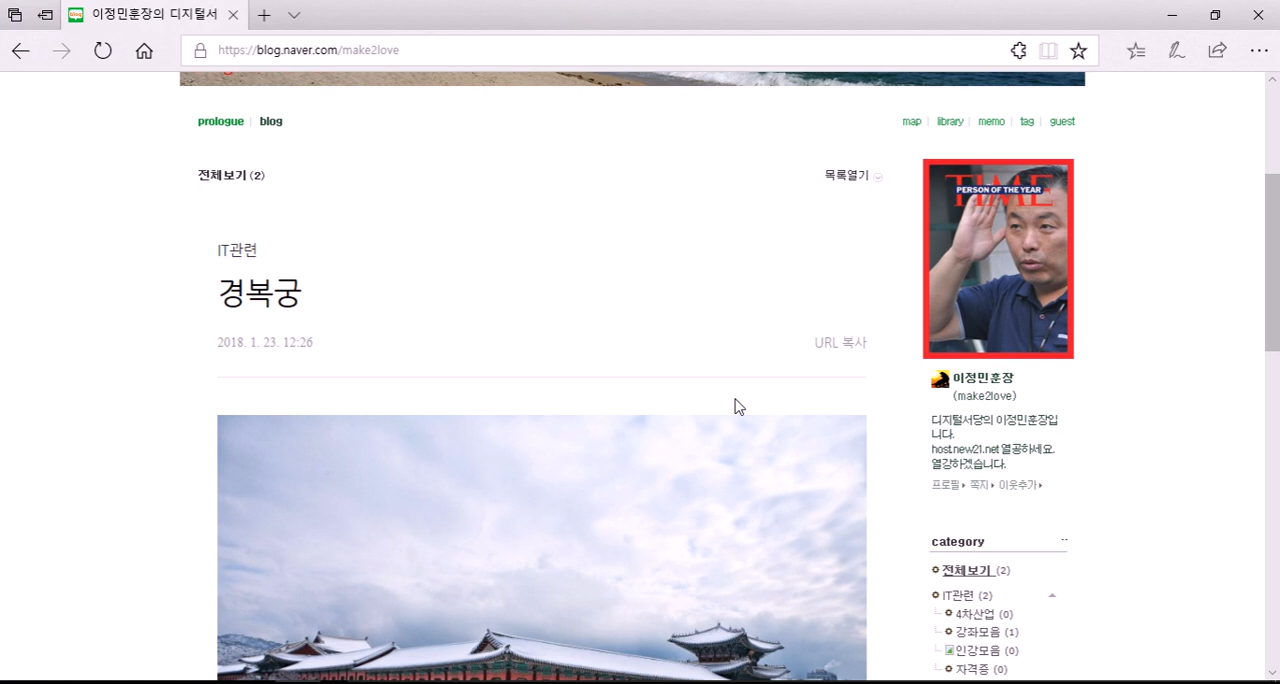 이정민훈장의 디지털서
https://blog.naver.com/make2love
prologue | blog
map | library | memo | tag | guest
전체보기 (2)
목록열기
IT관련
경복궁
2018. 1. 23. 12:26
URL 복사
TIME
PERSON OF THE YEAR
이정민훈장
(make2love)
디지털서당의 이정민훈장입
니다.
host.new21.net 열공하세요.
열강하겠습니다.
프로필 쪽지 이웃추가
category
전체보기 (2)
IT관련 (2)
4차산업 (0)
강좌모음 (1)
인강모음 (0)
자격증 (0)